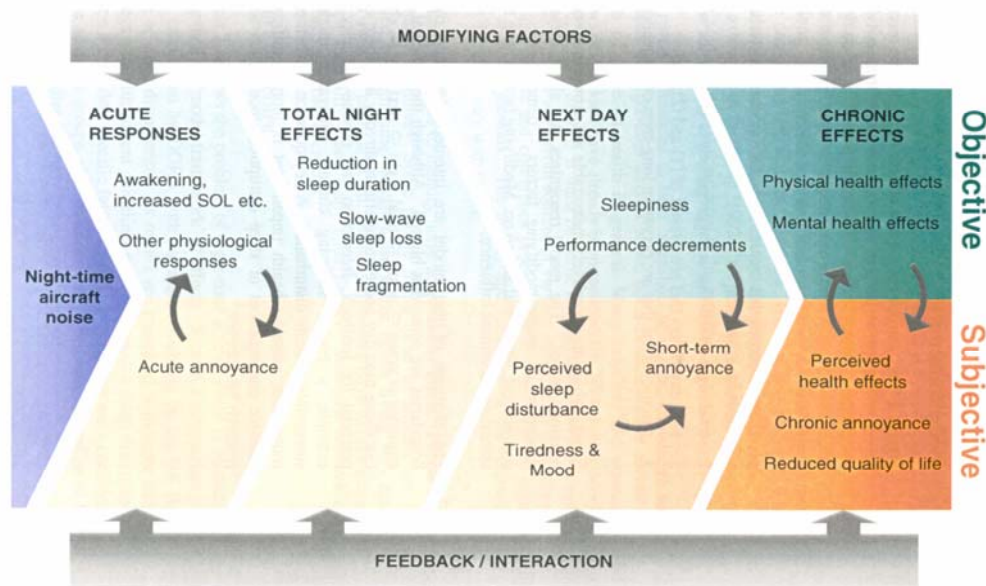 MODIFYING FACTORS
ACUTE
RESPONSES
Awakening,
increased SOL etc.
Other physiological
responses
Acute annoyance
TOTAL NIGHT
EFFECTS
Reduction in
sleep duration
Slow-wave
sleep loss
Sleep
fragmentation
NEXT DAY
EFFECTS
Sleepiness
Performance decrements
Perceived
sleep
disturbance
Tiredness &
Mood
Short-term
annoyance
CHRONIC
EFFECTS
Physical health effects
Mental health effects
Perceived
health effects
Chronic annoyance
Reduced quality of life
Night-time
aircraft
noise
Objective
Subjective
FEEDBACK / INTERACTION